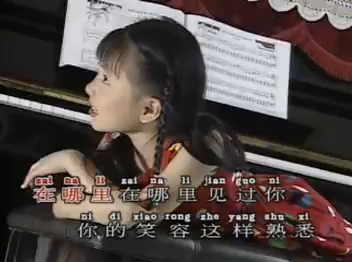 zai na li zai na li jian guo ni
在哪里在哪里见过你
ni di xiao rong zhe yang shu xi
你的笑容这样熟悉